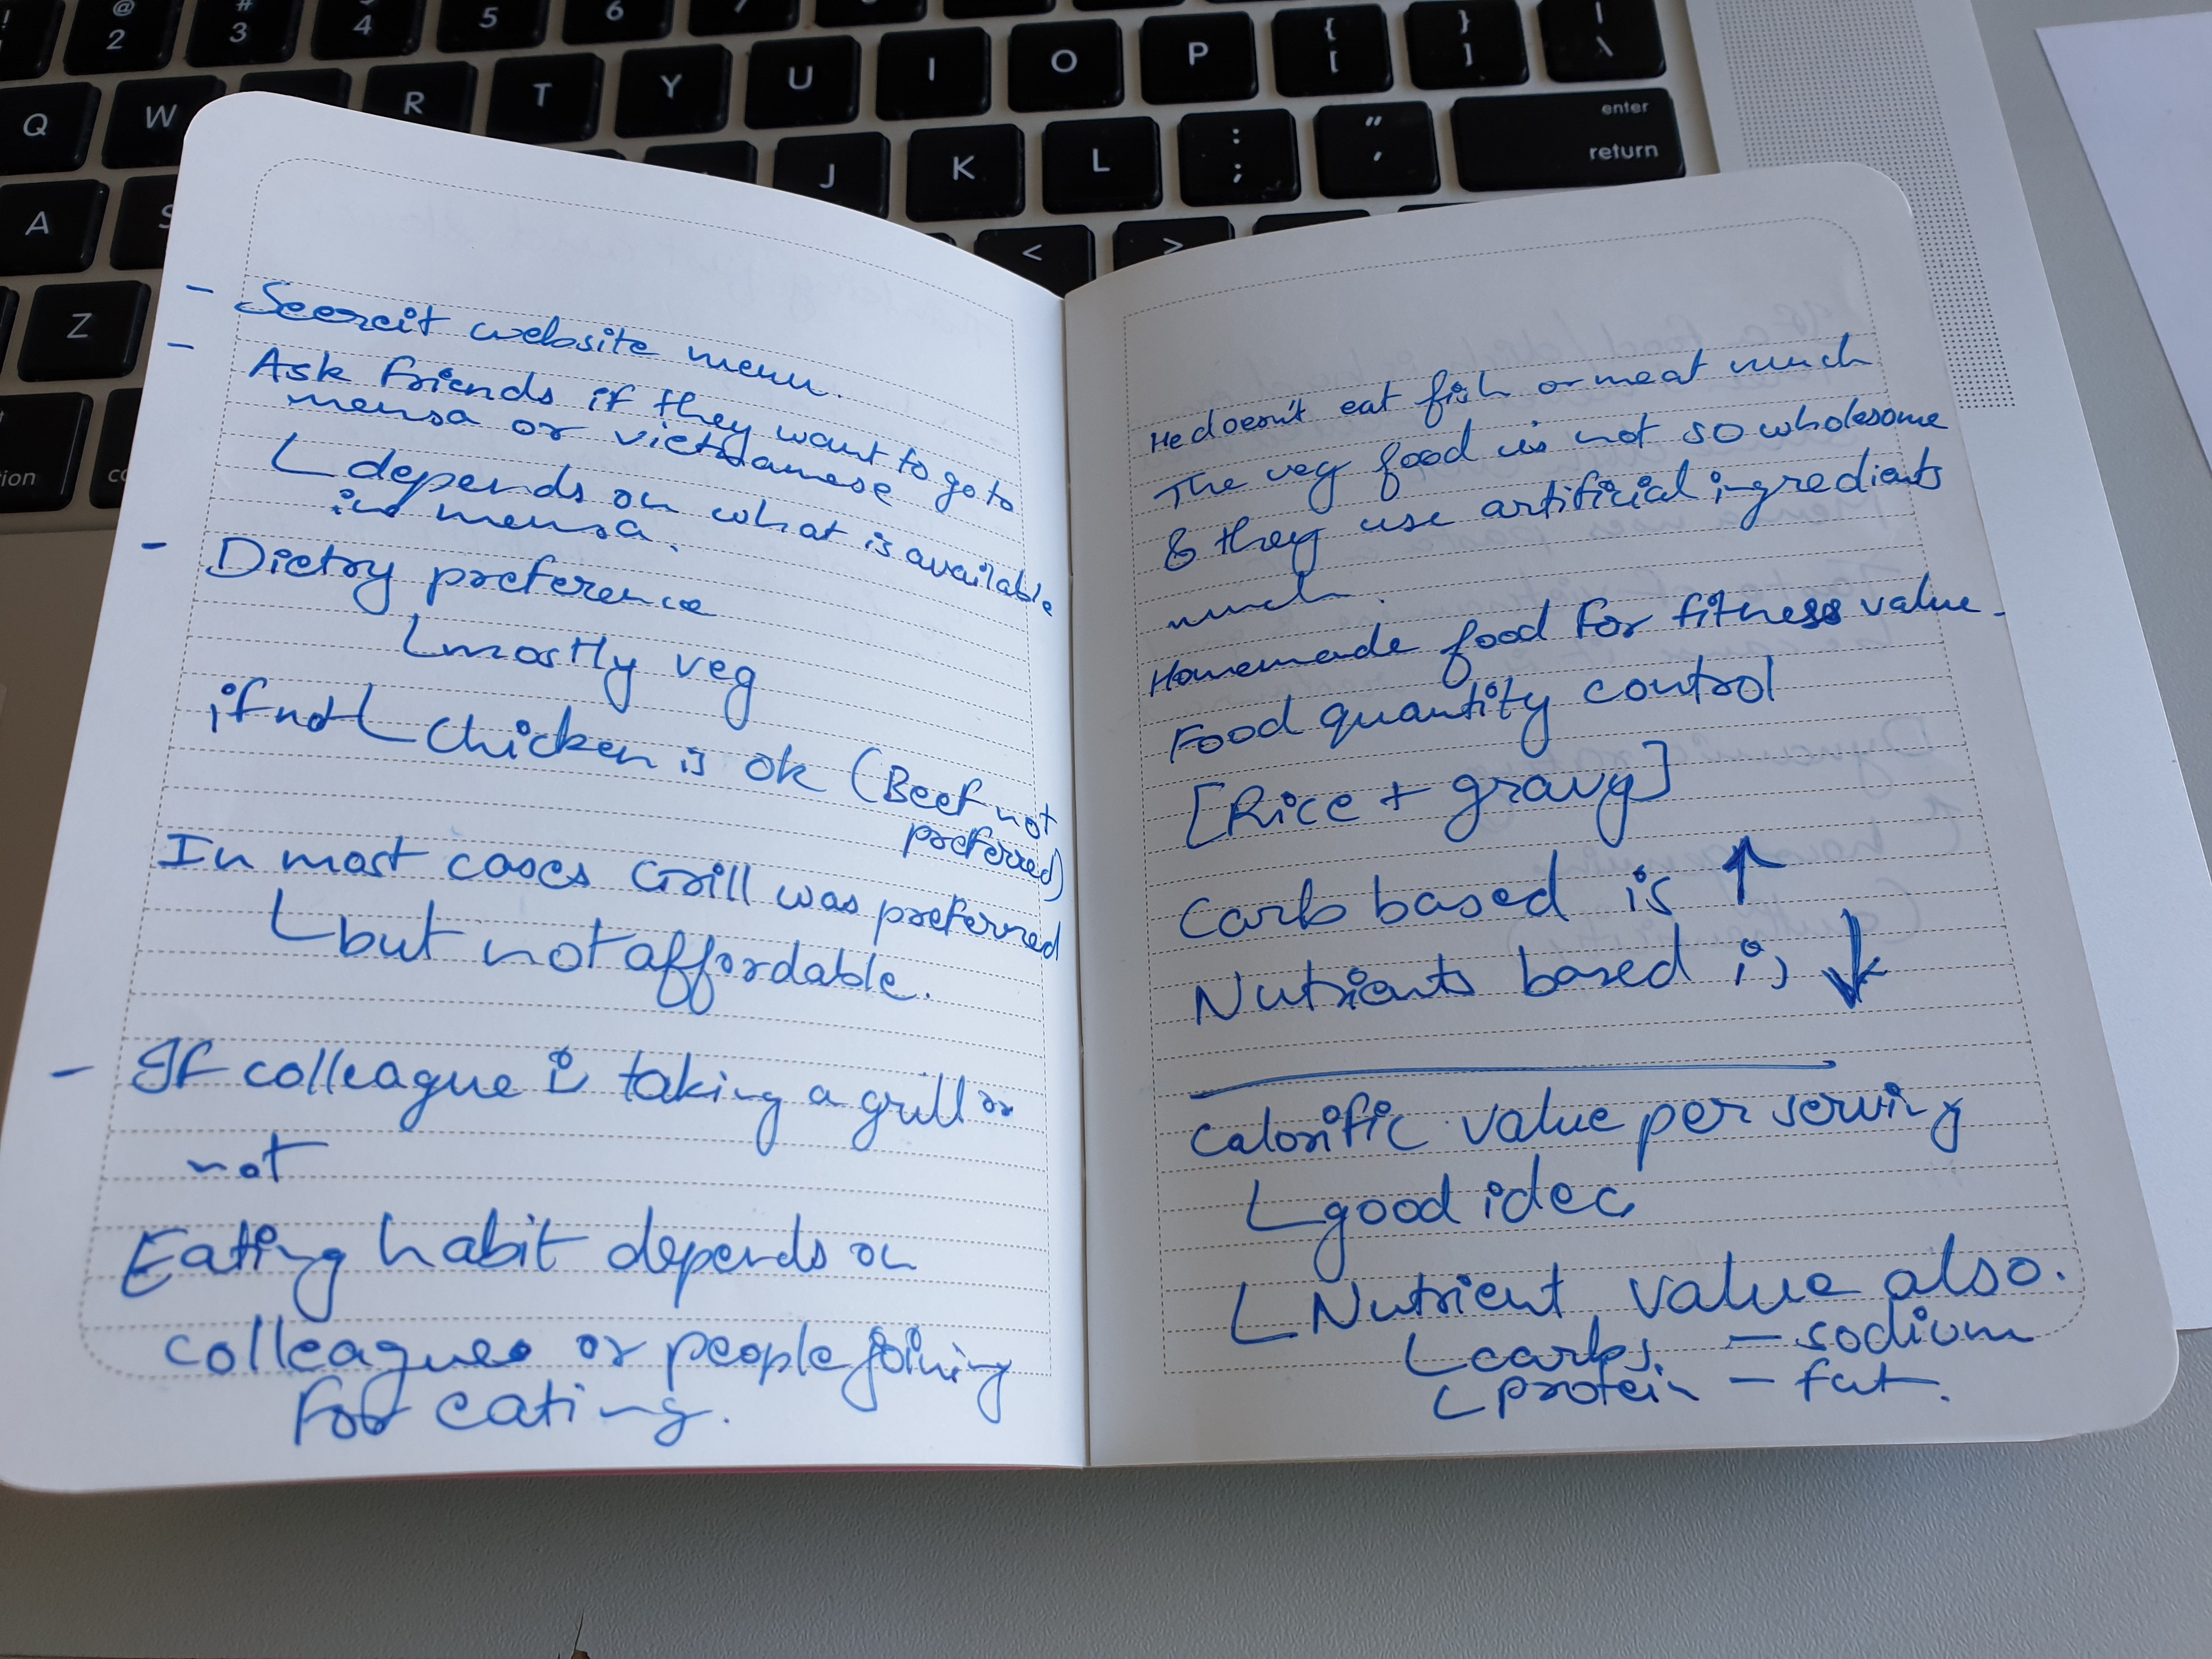 ! @ 2 # 3 4 5 6 7
Q W R T Y U I O P { [ } ] | \
A S J K L : ; " ' enter return
Z < >
- Seezeit website menu.
- Ask friends if they want to go to
mensa or vietnamese
depends on what is available
in mensa.
- Dietry preference
mostly veg
if not chicken is ok (Beef not
preferred)
In most cases Grill was preferred
but not affordable.
- If colleague is taking a grill or
not
Eating habit depends on
colleagues or people joining
for eating.
He doesn't eat fish or meat much
The veg food is not so wholesome
& they use artificial ingredients
much.
Homemade food for fitness value.
Food quantity control
[Rice + gravy]
Carb based is ↑
Nutrients based is ↓
Calorific value per serving
good idea
Nutrient value also.
carbs. - sodium
protein - fat.